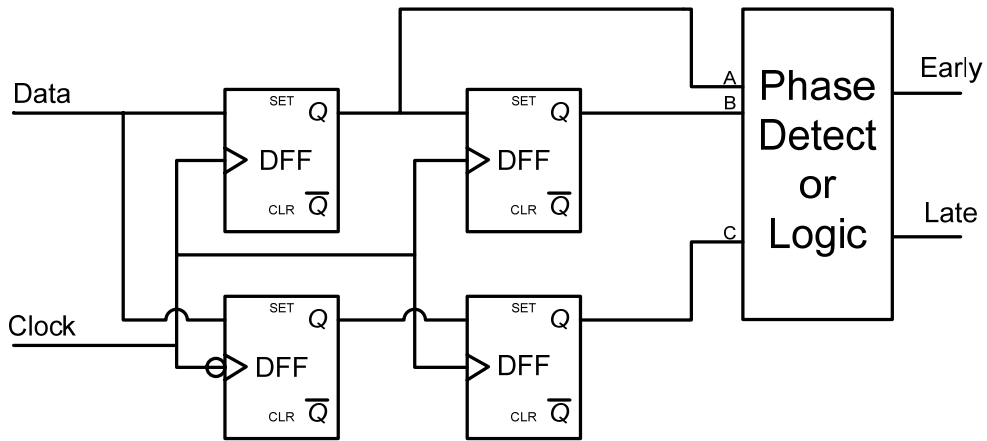 Data
SET
Q
DFF
CLR
Q̅
SET
Q
DFF
CLR
Q̅
A
B
C
Phase
Detect
or
Logic
Early
Late
Clock
SET
Q
DFF
CLR
Q̅
SET
Q
DFF
CLR
Q̅